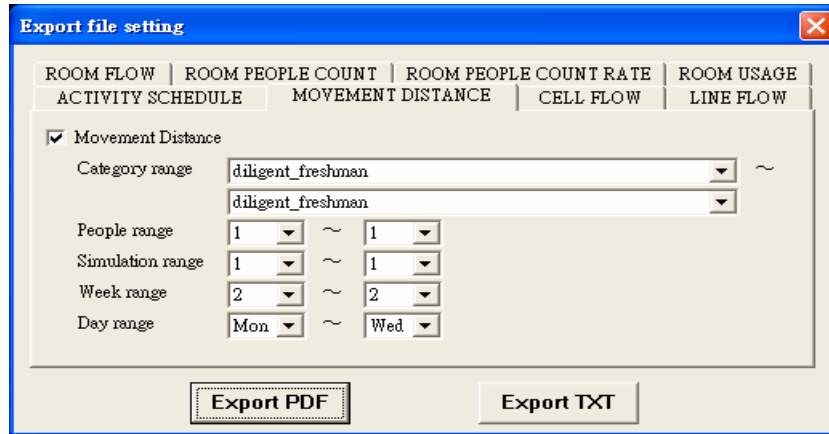 Export file setting
ROOM FLOW ROOM PEOPLE COUNT ROOM PEOPLE COUNT RATE ROOM USAGE
ACTIVITY SCHEDULE MOVEMENT DISTANCE CELL FLOW LINE FLOW
Movement Distance
Category range diligent_freshman ~
diligent_freshman
People range 1 ~ 1
Simulation range 1 ~ 1
Week range 2 ~ 2
Day range Mon ~ Wed
Export PDF Export TXT